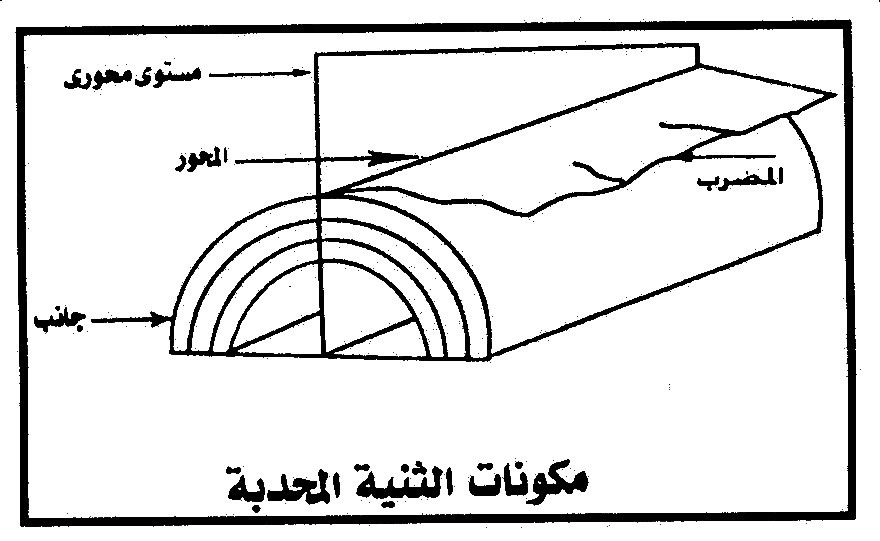 مستوى محورى
المحور
المضرب
جانب
مكونات الثنية المحدبة